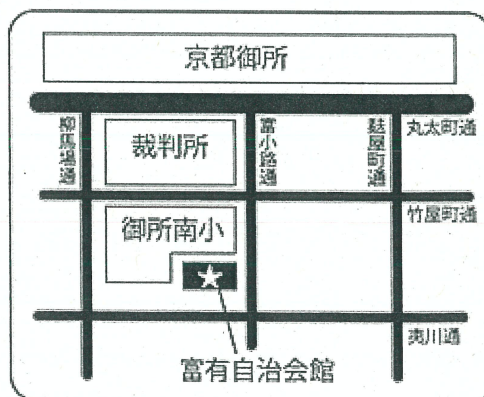 京都御所
柳馬場通
裁判所
富小路通
麩屋町通
丸太町通
竹屋町通
御所南小
夷川通
富有自治会館